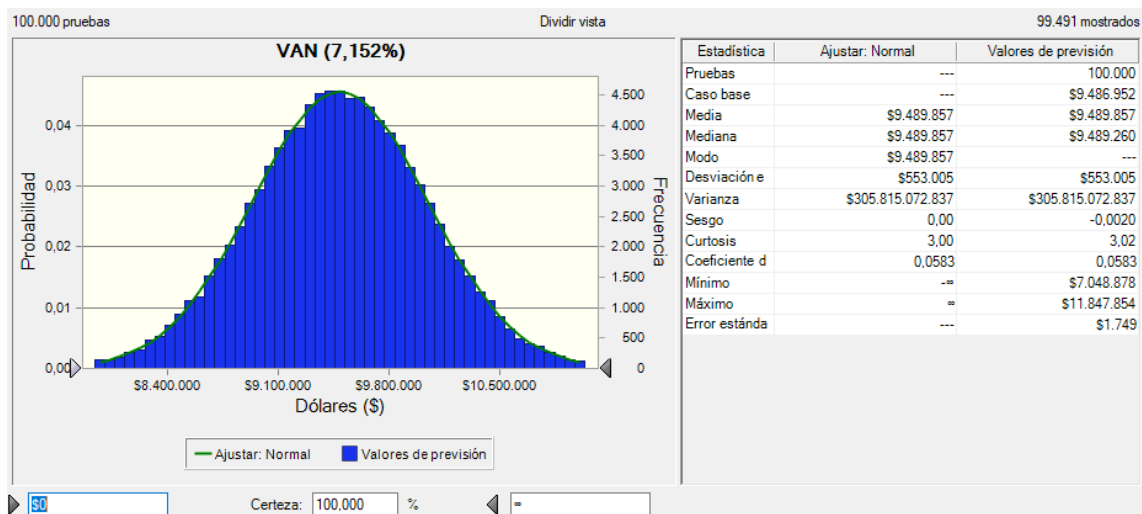 100.000 pruebas Dividir vista 99.491 mostrados
VAN (7,152%)
Probabilidad
0,04
0,03
0,02
0,01
0,00
4.500
4.000
3.500
3.000
2.500
2.000
1.500
1.000
500
0
Frecuencia
$8.400.000 $9.100.000 $9.800.000 $10.500.000
Dólares ($)
Ajustar: Normal Valores de previsión
Estadística Ajustar: Normal Valores de previsión
Pruebas --- 100.000
Caso base --- $9.486.952
Media $9.489.857 $9.489.857
Mediana $9.489.857 $9.489.260
Modo $9.489.857 ---
Desviación e $553.005 $553.005
Varianza $305.815.072.837 $305.815.072.837
Sesgo 0,00 -0,0020
Curtosis 3,00 3,02
Coeficiente d 0,0583 0,0583
Mínimo -∞ $7.048.878
Máximo ∞ $11.847.854
Error estánda --- $1.749
$0 Certeza: 100,000 % ∞